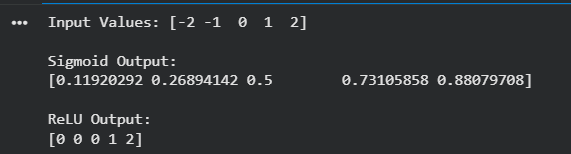 Input Values: [-2 -1  0  1  2]
Sigmoid Output:
[0.11920292 0.26894142 0.5        0.73105858 0.88079708]
ReLU Output:
[0 0 0 1 2]